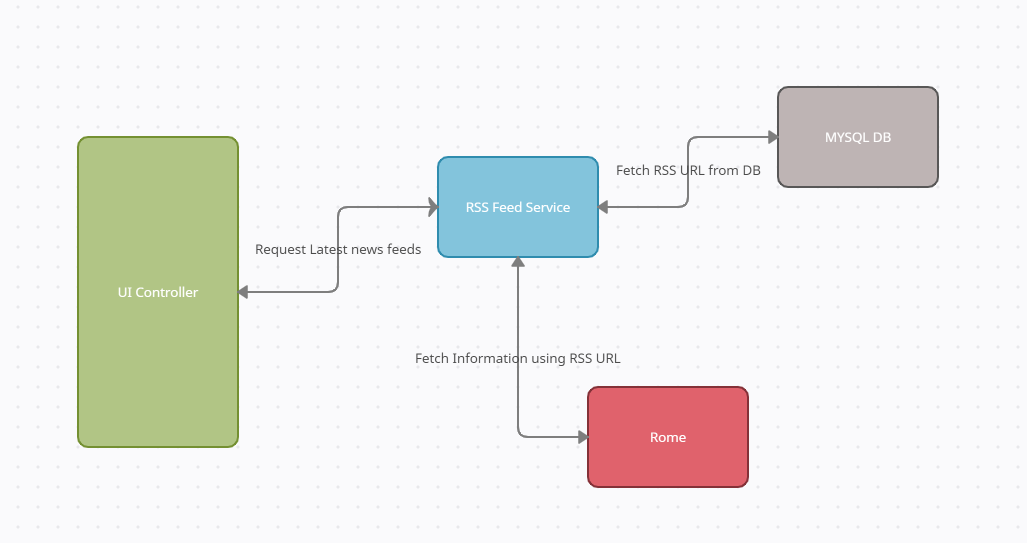 MYSQL DB
Fetch RSS URL from DB
RSS Feed Service
Request Latest news feeds
UI Controller
Fetch Information using RSS URL
Rome